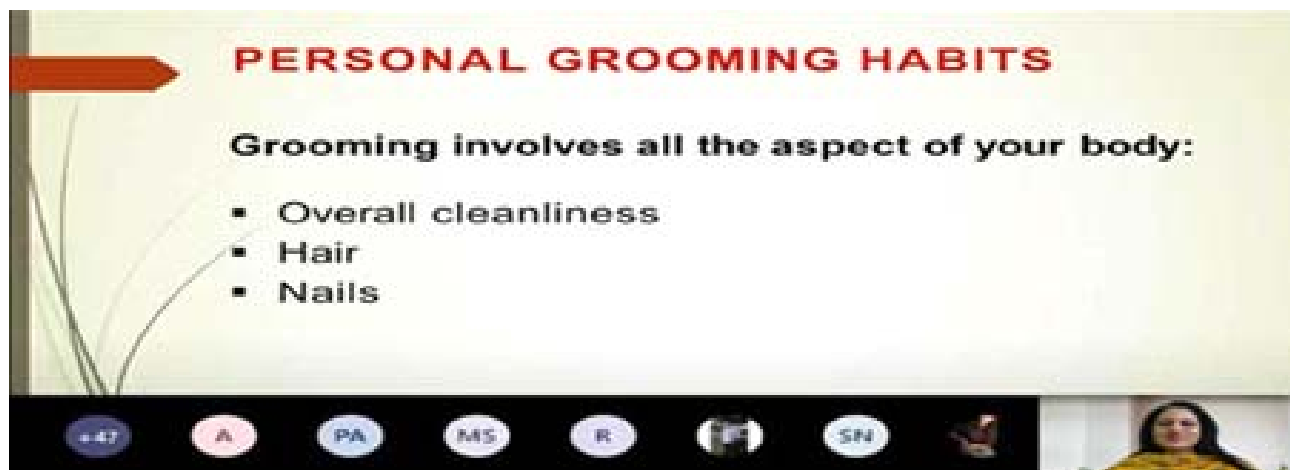 PERSONAL GROOMING HABITS
Grooming involves all the aspect of your body:
▪ Overall cleanliness
▪ Hair
▪ Nails
+47 A PA MS R SN